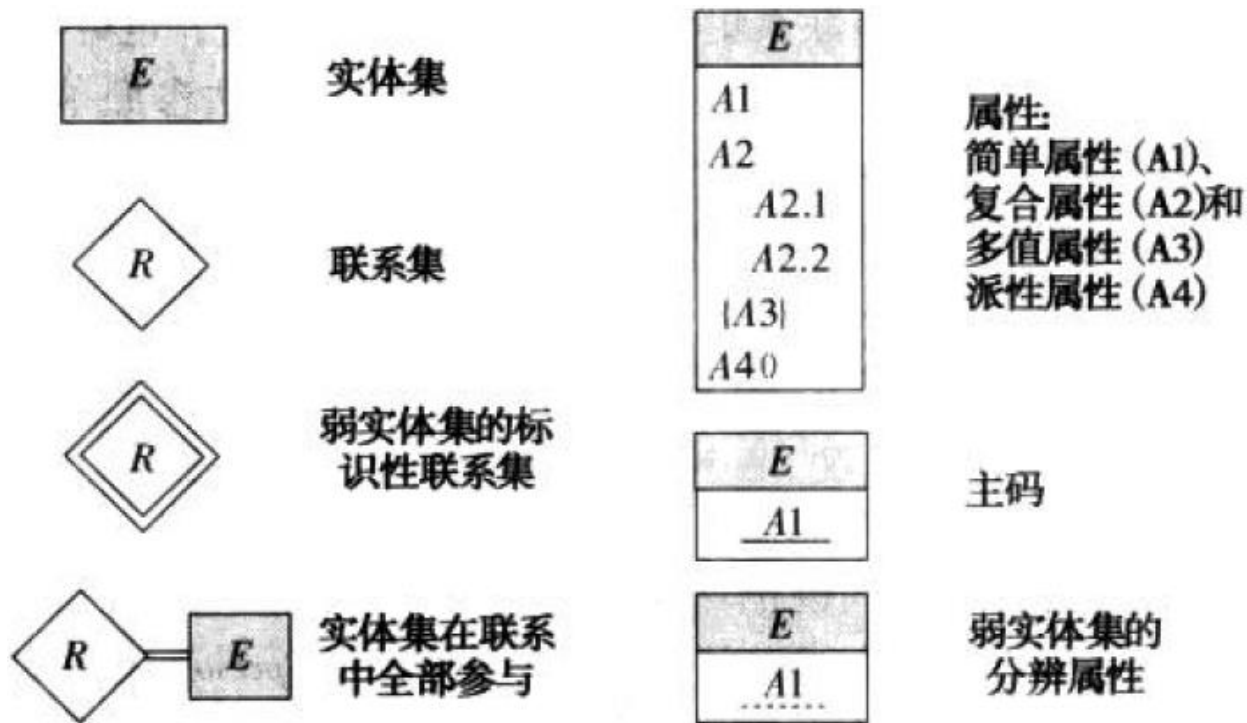 E
实体集
R
联系集
R
弱实体集的标
识性联系集
R
E
实体集在联系
中全部参与
E
A1
A2
A2.1
A2.2
{A3}
A4()
属性:
简单属性(A1)、
复合属性(A2)和
多值属性(A3)
派性属性(A4)
E
A1
主码
E
A1
弱实体集的
分辨属性